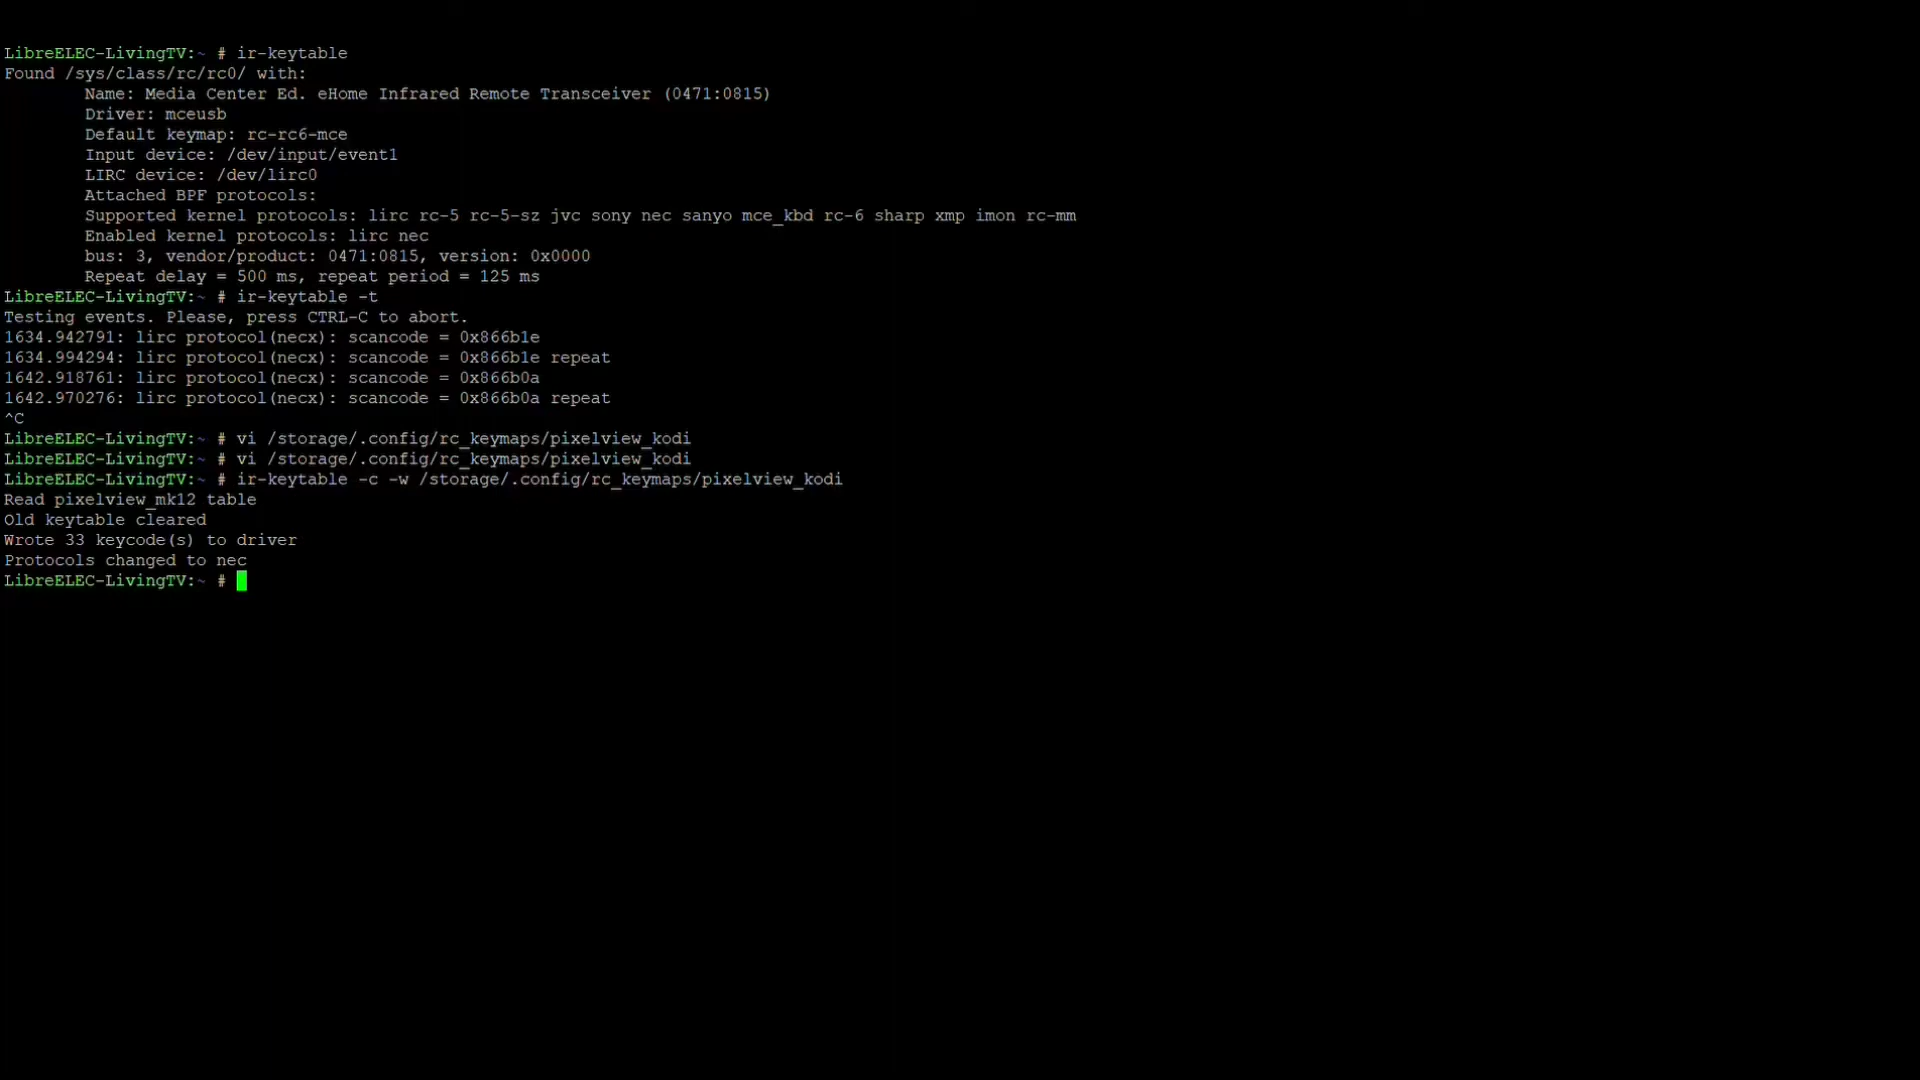 LibreELEC-LivingTV:~ # ir-keytable
Found /sys/class/rc/rc0/ with:
        Name: Media Center Ed. eHome Infrared Remote Transceiver (0471:0815)
        Driver: mceusb
        Default keymap: rc-rc6-mce
        Input device: /dev/input/event1
        LIRC device: /dev/lirc0
        Attached BPF protocols:
        Supported kernel protocols: lirc rc-5 rc-5-sz jvc sony nec sanyo mce_kbd rc-6 sharp xmp imon rc-mm
        Enabled kernel protocols: lirc nec
        bus: 3, vendor/product: 0471:0815, version: 0x0000
        Repeat delay = 500 ms, repeat period = 125 ms
LibreELEC-LivingTV:~ # ir-keytable -t
Testing events. Please, press CTRL-C to abort.
1634.942791: lirc protocol(necx): scancode = 0x866b1e
1634.994294: lirc protocol(necx): scancode = 0x866b1e repeat
1642.918761: lirc protocol(necx): scancode = 0x866b0a
1642.970276: lirc protocol(necx): scancode = 0x866b0a repeat
^C
LibreELEC-LivingTV:~ # vi /storage/.config/rc_keymaps/pixelview_kodi
LibreELEC-LivingTV:~ # vi /storage/.config/rc_keymaps/pixelview_kodi
LibreELEC-LivingTV:~ # ir-keytable -c -w /storage/.config/rc_keymaps/pixelview_kodi
Read pixelview_mk12 table
Old keytable cleared
Wrote 33 keycode(s) to driver
Protocols changed to nec
LibreELEC-LivingTV:~ #